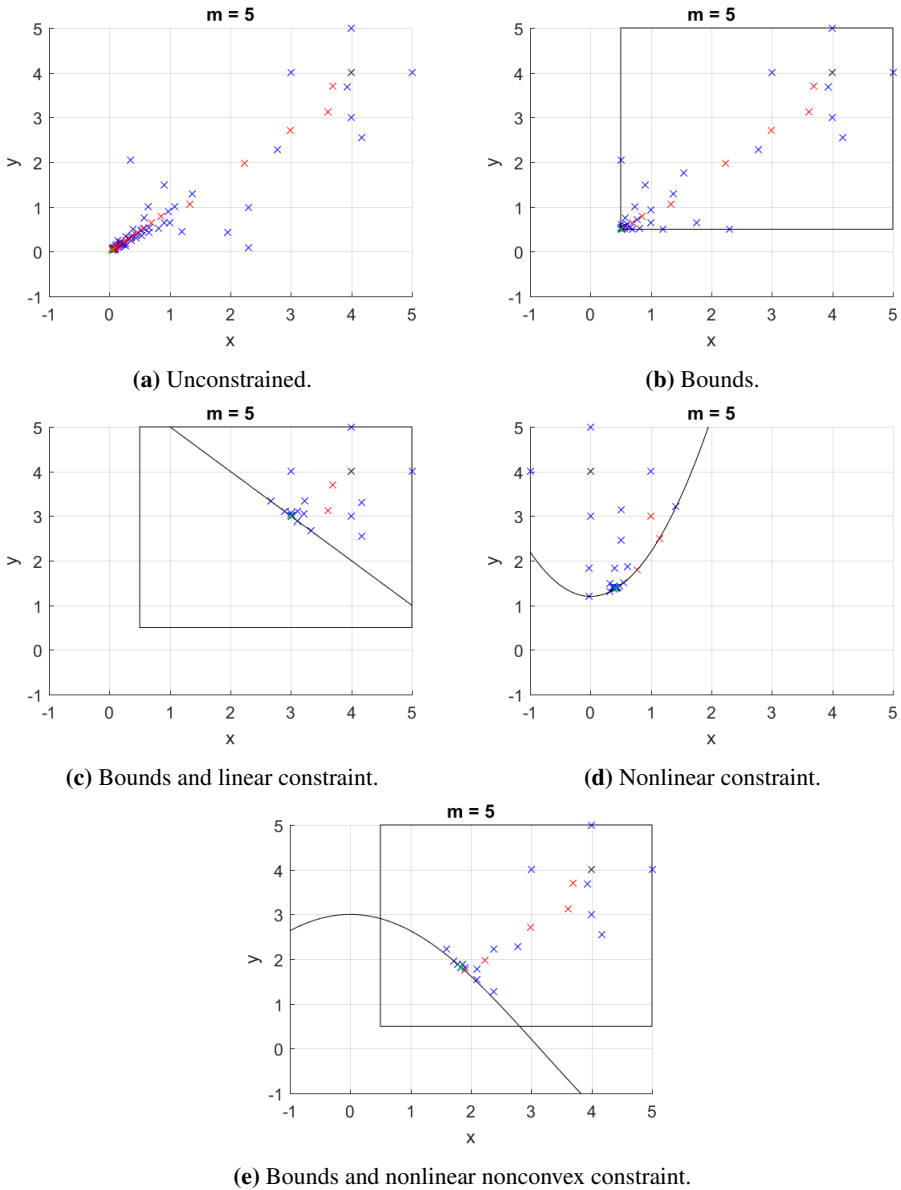 m = 5
5
4
3
2
1
0
-1
y
-1 0 1 2 3 4 5
x
(a) Unconstrained.
m = 5
5
4
3
2
1
0
-1
y
-1 0 1 2 3 4 5
x
(b) Bounds.
m = 5
5
4
3
2
1
0
-1
y
-1 0 1 2 3 4 5
x
(c) Bounds and linear constraint.
m = 5
5
4
3
2
1
0
-1
y
-1 0 1 2 3 4 5
x
(d) Nonlinear constraint.
m = 5
5
4
3
2
1
0
-1
y
-1 0 1 2 3 4 5
x
(e) Bounds and nonlinear nonconvex constraint.